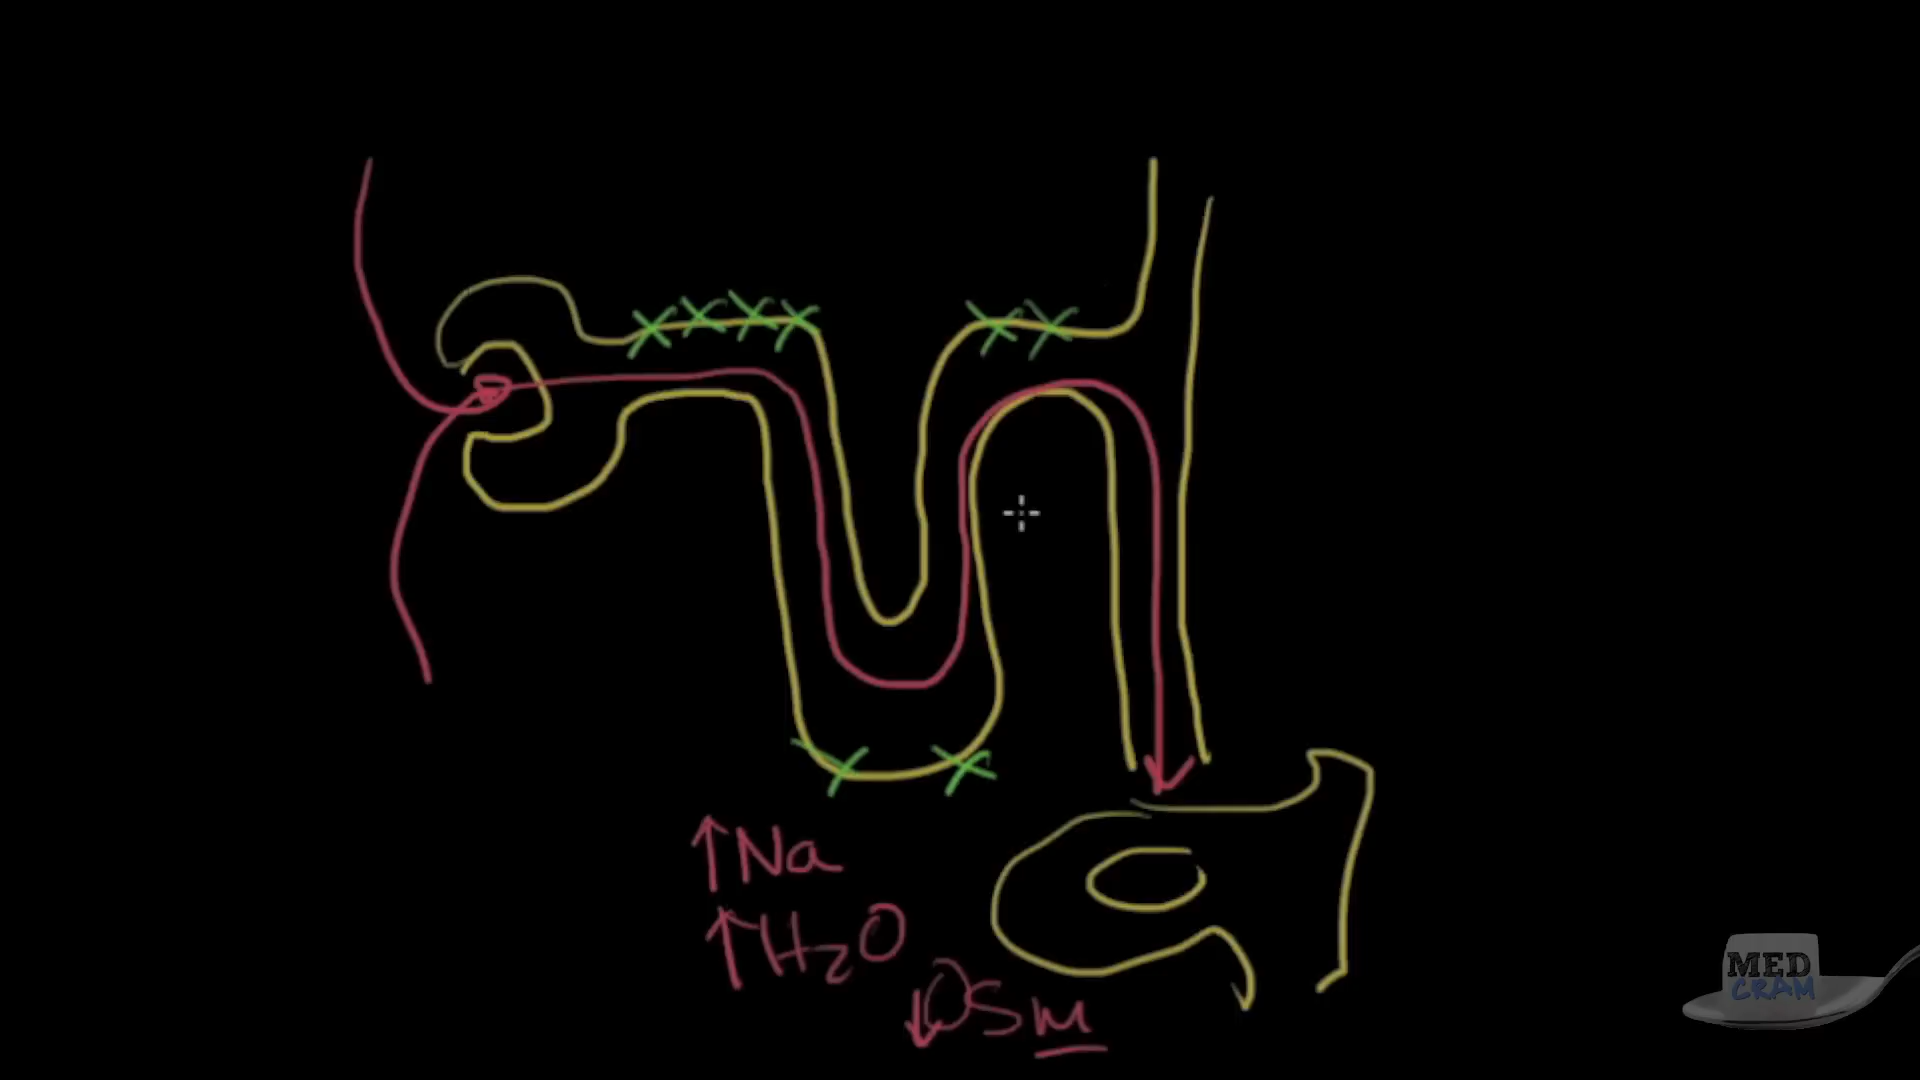 ↑Na
↑H₂O
↓Osm
MED
CRAM